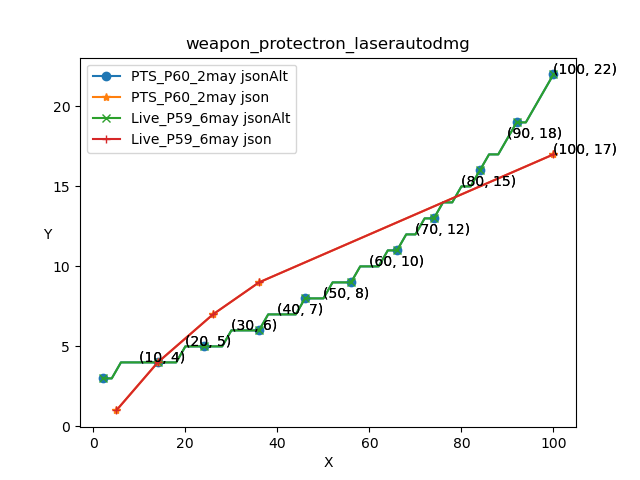 weapon_protectron_laserautodmg
PTS_P60_2may jsonAlt
PTS_P60_2may json
Live_P59_6may jsonAlt
Live_P59_6may json
(100, 22)
(90, 18)
(100, 17)
(80, 15)
(70, 12)
(60, 10)
(50, 8)
(40, 7)
(30, 6)
(20, 5)
(10, 4)
Y
20
15
10
5
0
0 20 40 60 80 100
X